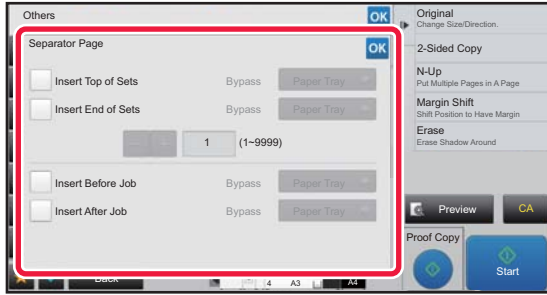 Others
OK
Separator Page
OK
Insert Top of Sets Bypass Paper Tray
Insert End of Sets Bypass Paper Tray
1 (1~9999)
Insert Before Job Bypass Paper Tray
Insert After Job Bypass Paper Tray
Back
4 A3 A4
Original
Change Size/Direction.
2-Sided Copy
N-Up
Put Multiple Pages in A Page
Margin Shift
Shift Position to Have Margin
Erase
Erase Shadow Around
Preview
CA
Proof Copy
Start